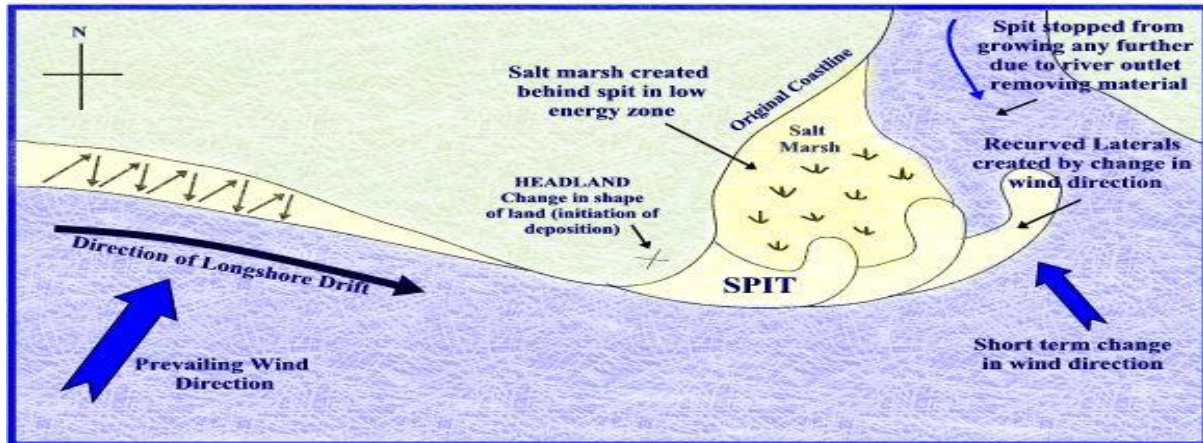 N
Salt marsh created
behind spit in low
energy zone
Original Coastline
Salt
Marsh
Spit stopped from
growing any further
due to river outlet
removing material
Recurved Laterals
created by change in
wind direction
HEADLAND
Change in shape
of land (initiation of
deposition)
Direction of Longshore Drift
SPIT
Prevailing Wind
Direction
Short term change
in wind direction